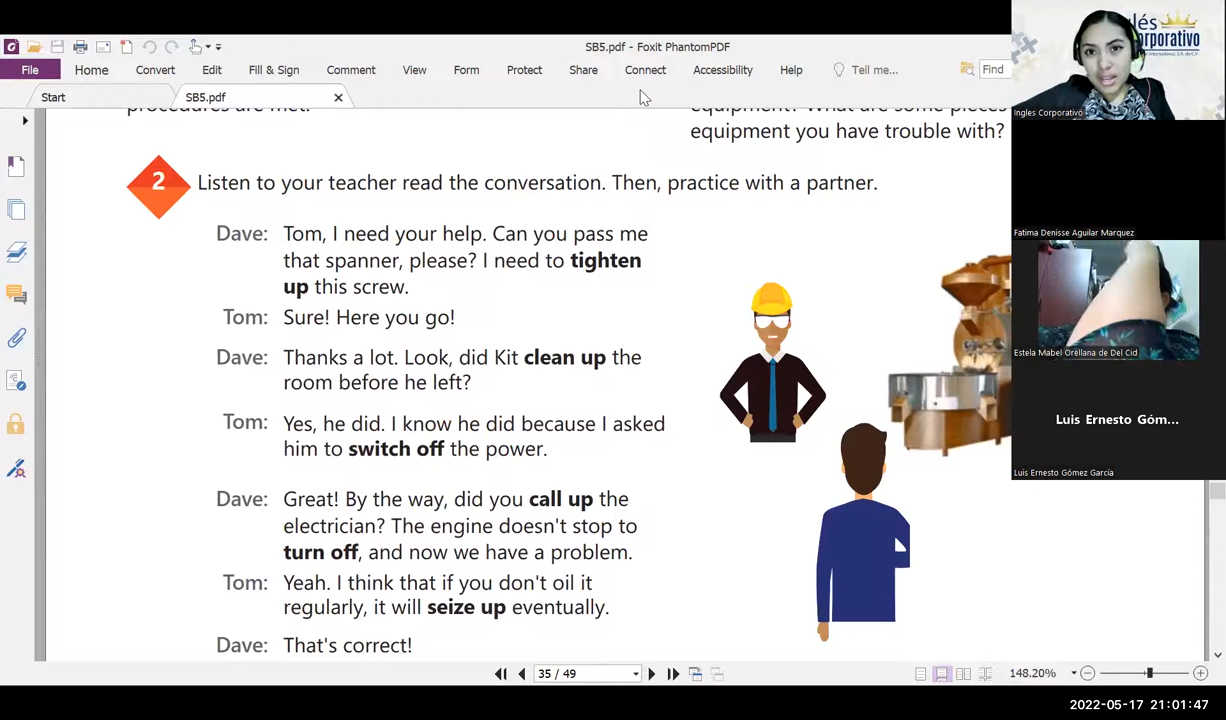 SB5.pdf - Foxit PhantomPDF
File Home Convert Edit Fill & Sign Comment View Form Protect Share Connect Accessibility Help Tell me... Find
Start SB5.pdf
procedures are met.
equipment? What are some pieces
equipment you have trouble with?
2 Listen to your teacher read the conversation. Then, practice with a partner.
Dave: Tom, I need your help. Can you pass me
that spanner, please? I need to tighten
up this screw.
Tom: Sure! Here you go!
Dave: Thanks a lot. Look, did Kit clean up the
room before he left?
Tom: Yes, he did. I know he did because I asked
him to switch off the power.
Dave: Great! By the way, did you call up the
electrician? The engine doesn't stop to
turn off, and now we have a problem.
Tom: Yeah. I think that if you don't oil it
regularly, it will seize up eventually.
Dave: That's correct!
35 / 49
148.20%
Ingles Corporativo
Fatima Denisse Aguilar Marquez
Estela Mabel Orellana de Del Cid
Luis Ernesto Góm...
Luis Ernesto Gómez García
2022-05-17 21:01:47